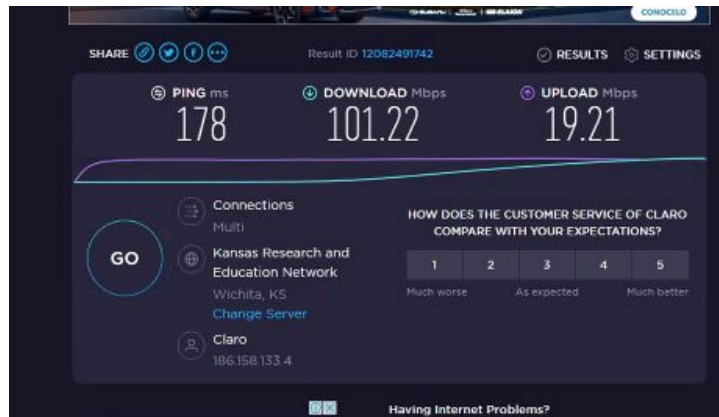 CONOCELO
SHARE
Result ID 12082491742
RESULTS
SETTINGS
PING ms
178
DOWNLOAD Mbps
101.22
UPLOAD Mbps
19.21
GO
Connections
Multi
Kansas Research and
Education Network
Wichita, KS
Change Server
Claro
186.158.133.4
HOW DOES THE CUSTOMER SERVICE OF CLARO
COMPARE WITH YOUR EXPECTATIONS?
1 2 3 4 5
Much worse As expected Much better
Having Internet Problems?